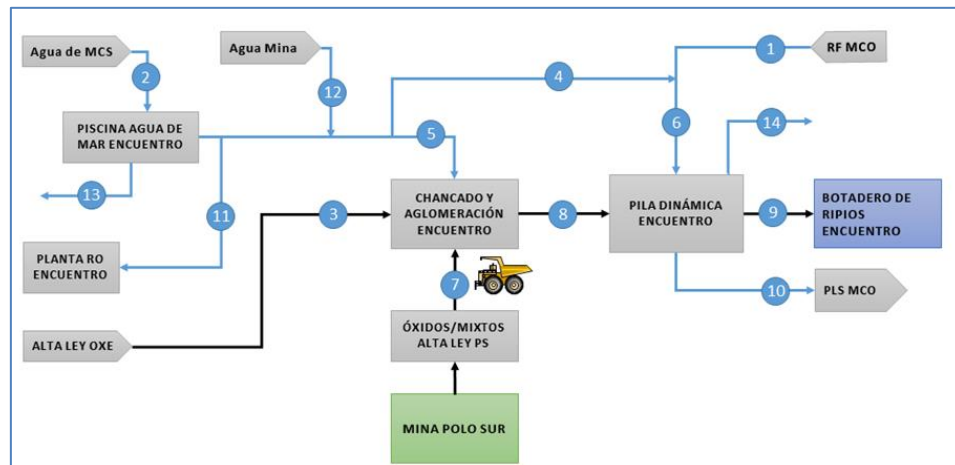 Agua de MCS
Agua Mina
1
RF MCO
2
4
12
PISCINA AGUA DE
MAR ENCUENTRO
5
6
14
13
11
3
CHANCADO Y
AGLOMERACIÓN
ENCUENTRO
8
PILA DINÁMICA
ENCUENTRO
9
BOTADERO DE
RIPIOS
ENCUENTRO
PLANTA RO
ENCUENTRO
7
10
PLS MCO
ALTA LEY OXE
ÓXIDOS/MIXTOS
ALTA LEY PS
MINA POLO SUR